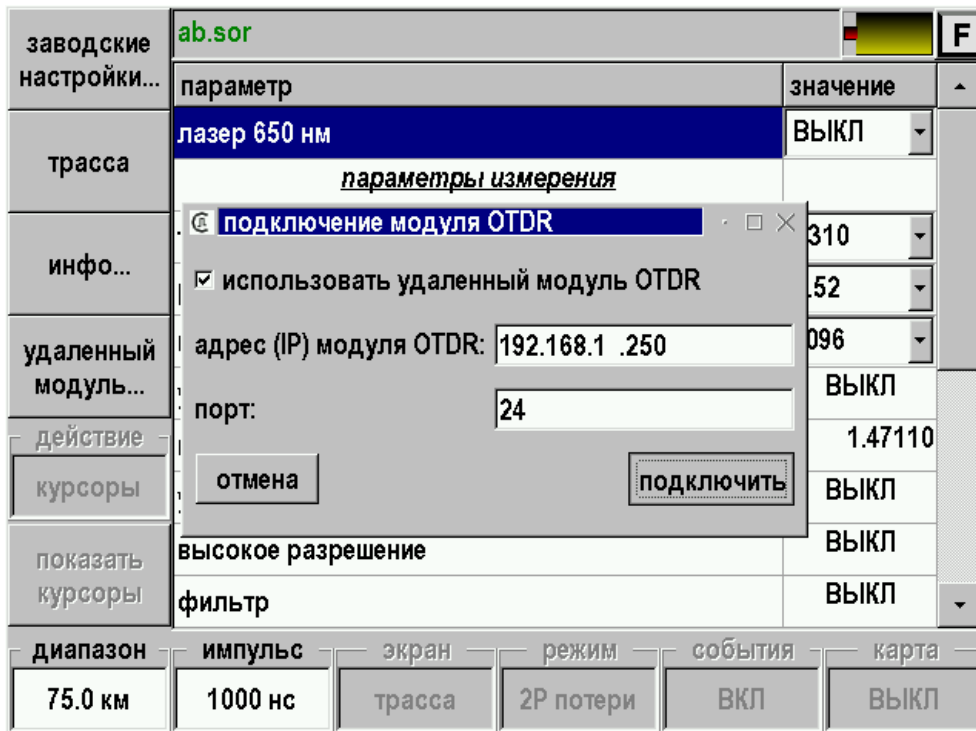 заводские
настройки...
трасса
инфо...
удаленный
модуль...
действие
курсоры
показать
курсоры
ab.sor
F
параметр значение
лазер 650 нм ВЫКЛ
параметры измерения
подключение модуля OTDR
использовать удаленный модуль OTDR
адрес (IP) модуля OTDR: 192.168.1 .250
порт: 24
отмена подключить
310
.52
096
ВЫКЛ
1.47110
ВЫКЛ
высокое разрешение ВЫКЛ
фильтр ВЫКЛ
диапазон импульс экран режим события карта
75.0 км 1000 нс трасса 2P потери ВКЛ ВЫКЛ